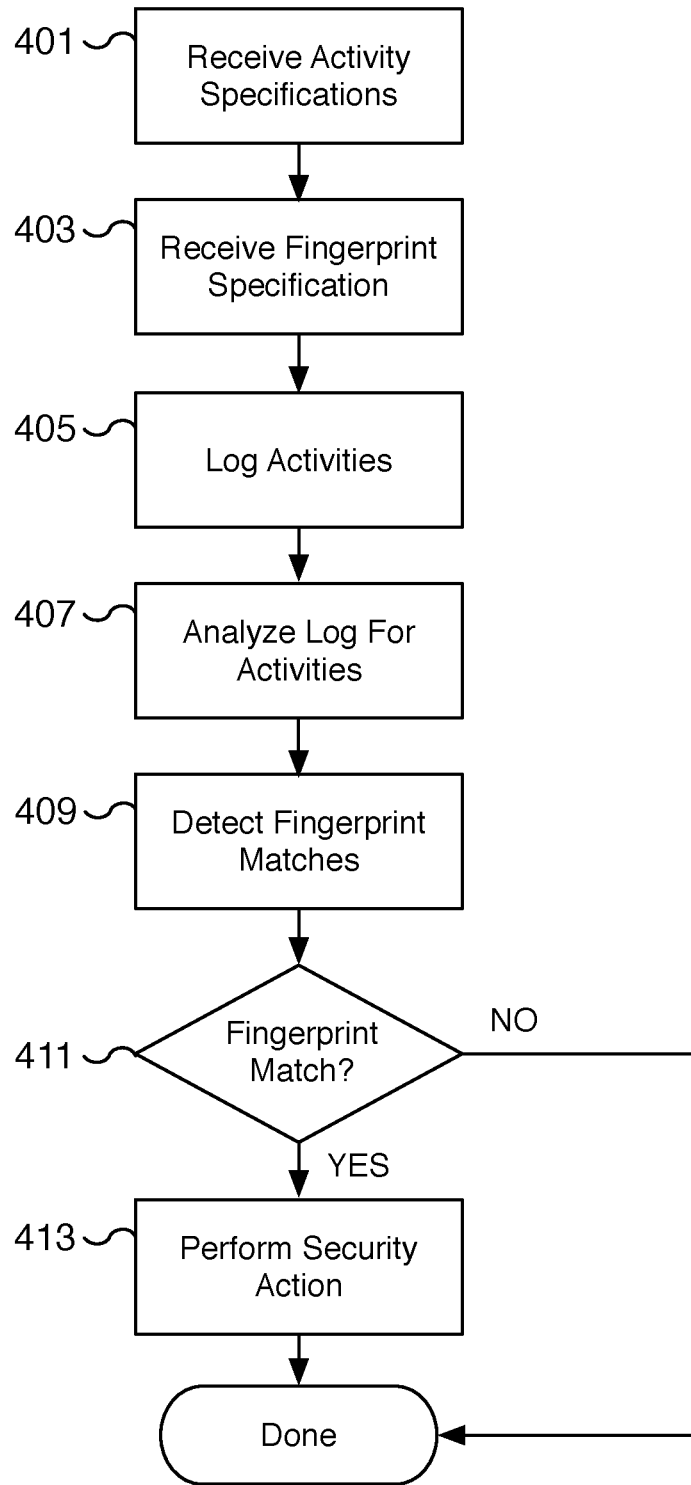 401
Receive Activity
Specifications
403
Receive Fingerprint
Specification
405
Log Activities
407
Analyze Log For
Activities
409
Detect Fingerprint
Matches
411
Fingerprint
Match?
NO
YES
413
Perform Security
Action
Done